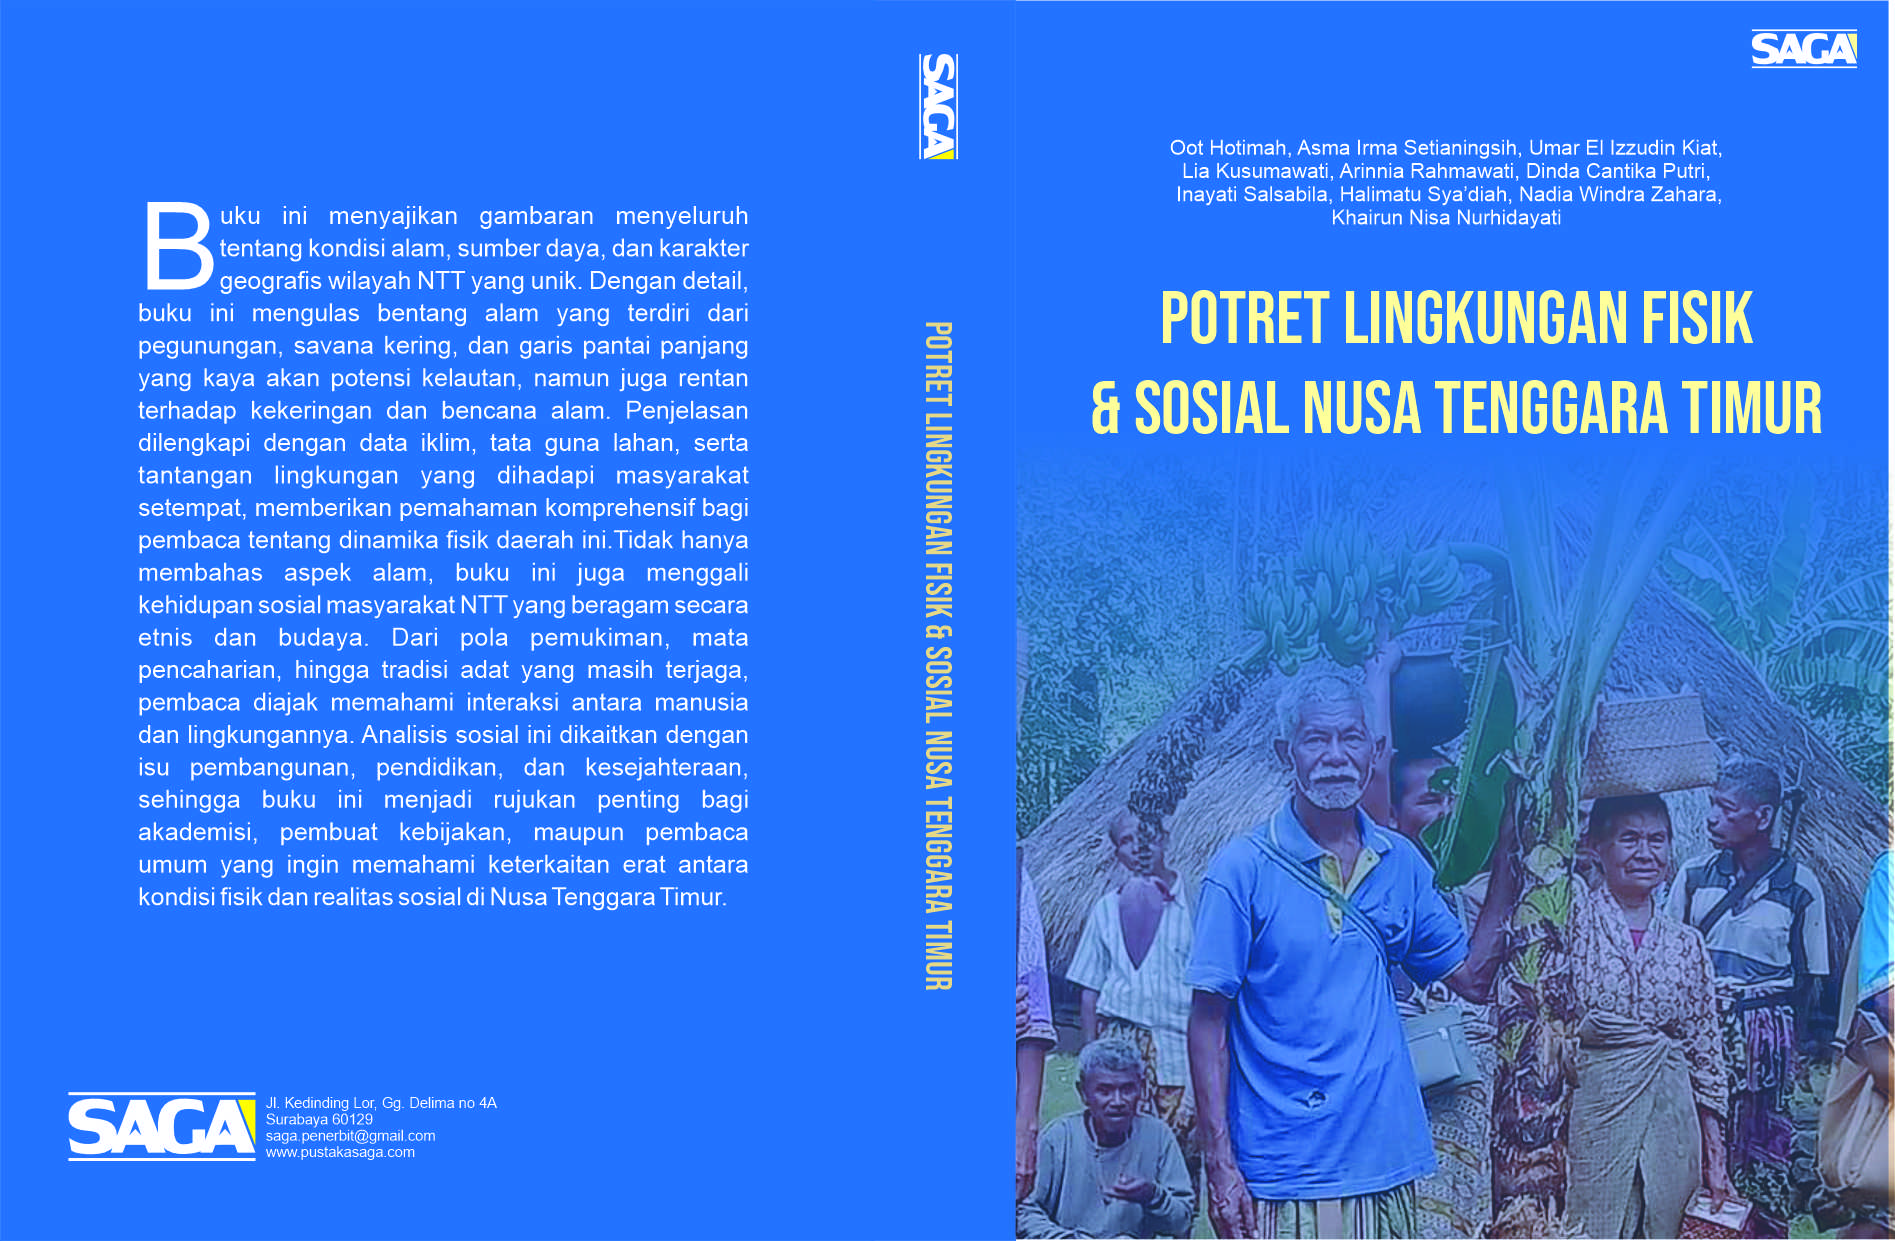 Buku ini menyajikan gambaran menyeluruh
tentang kondisi alam, sumber daya, dan karakter
geografis wilayah NTT yang unik. Dengan detail,
buku ini mengulas bentang alam yang terdiri dari
pegunungan, savana kering, dan garis pantai panjang
yang kaya akan potensi kelautan, namun juga rentan
terhadap kekeringan dan bencana alam. Penjelasan
dilengkapi dengan data iklim, tata guna lahan, serta
tantangan lingkungan yang dihadapi masyarakat
setempat, memberikan pemahaman komprehensif bagi
pembaca tentang dinamika fisik daerah ini.Tidak hanya
membahas aspek alam, buku ini juga menggali
kehidupan sosial masyarakat NTT yang beragam secara
etnis dan budaya. Dari pola pemukiman, mata
pencaharian, hingga tradisi adat yang masih terjaga,
pembaca diajak memahami interaksi antara manusia
dan lingkungannya. Analisis sosial ini dikaitkan dengan
isu pembangunan, pendidikan, dan kesejahteraan,
sehingga buku ini menjadi rujukan penting bagi
akademisi, pembuat kebijakan, maupun pembaca
umum yang ingin memahami keterkaitan erat antara
kondisi fisik dan realitas sosial di Nusa Tenggara Timur.
SAGA
Jl. Kedinding Lor, Gg. Delima no 4A
Surabaya 60129
saga.penerbit@gmail.com
www.pustakasaga.com
SAGA
POTRET LINGKUNGAN FISIK & SOSIAL NUSA TENGGARA TIMUR
SAGA
Oot Hotimah, Asma Irma Setianingsih, Umar El Izzudin Kiat,
Lia Kusumawati, Arinnia Rahmawati, Dinda Cantika Putri,
Inayati Salsabila, Halimatu Sya’diah, Nadia Windra Zahara,
Khairun Nisa Nurhidayati
POTRET LINGKUNGAN FISIK
& SOSIAL NUSA TENGGARA TIMUR